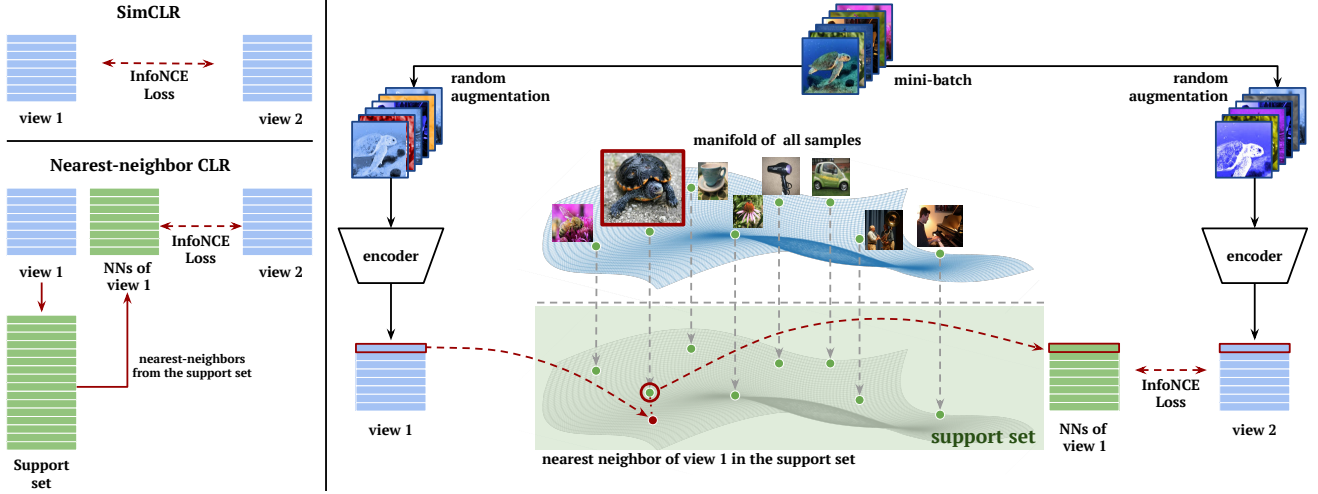 SimCLR
InfoNCE
Loss
view 1
view 2
Nearest-neighbor CLR
InfoNCE
Loss
view 1
NNs of
view 1
view 2
nearest-neighbors
from the support set
Support
set
mini-batch
random
augmentation
random
augmentation
manifold of all samples
encoder
encoder
view 1
support set
nearest neighbor of view 1 in the support set
NNs of
view 1
InfoNCE
Loss
view 2